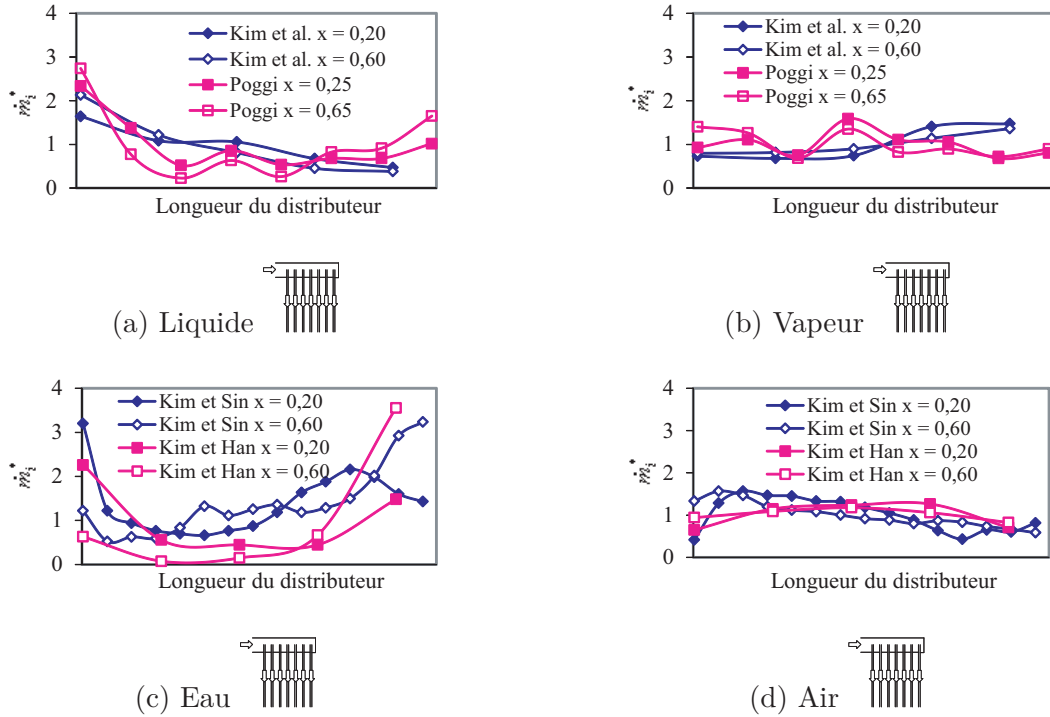 4
3
2
1
0
ṁᵢ*
Kim et al. x = 0,20
Kim et al. x = 0,60
Poggi x = 0,25
Poggi x = 0,65
Longueur du distributeur
(a) Liquide
4
3
2
1
0
ṁᵢ*
Kim et al. x = 0,20
Kim et al. x = 0,60
Poggi x = 0,25
Poggi x = 0,65
Longueur du distributeur
(b) Vapeur
4
3
2
1
0
ṁᵢ*
Kim et Sin x = 0,20
Kim et Sin x = 0,60
Kim et Han x = 0,20
Kim et Han x = 0,60
Longueur du distributeur
(c) Eau
4
3
2
1
0
ṁᵢ*
Kim et Sin x = 0,20
Kim et Sin x = 0,60
Kim et Han x = 0,20
Kim et Han x = 0,60
Longueur du distributeur
(d) Air